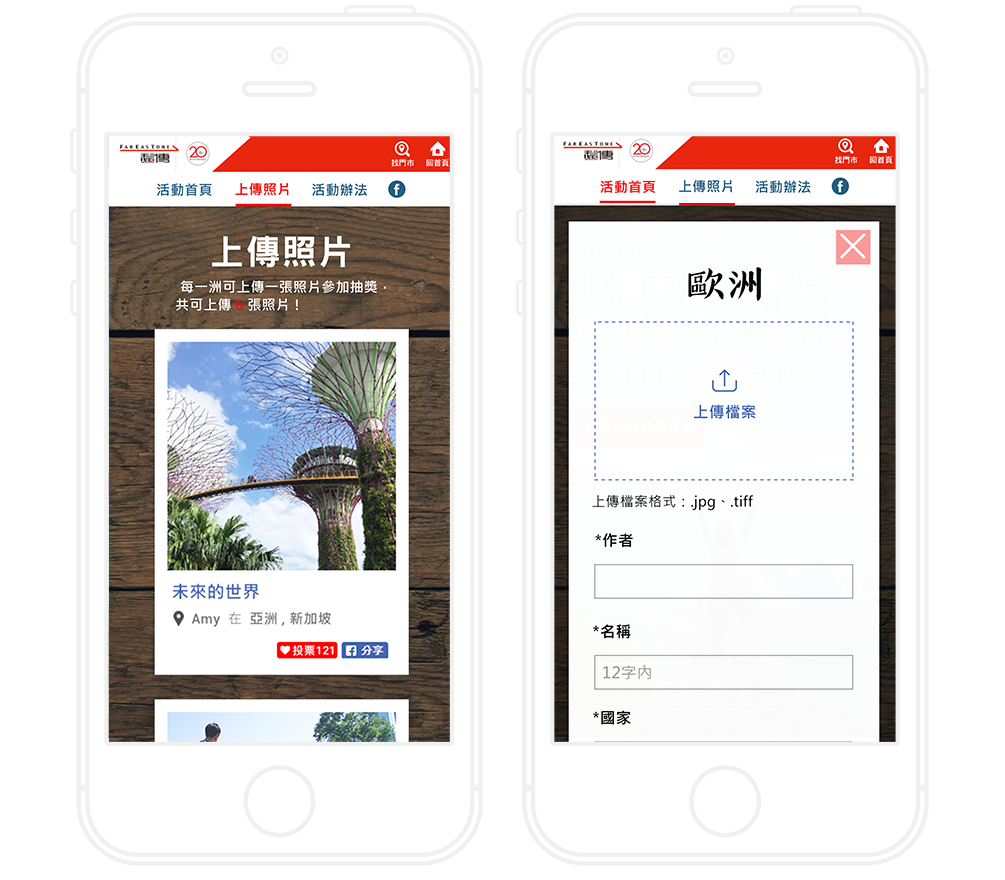 FAREASTONE
遠傳
20
找門市
回首頁
活動首頁
上傳照片
活動辦法
f
上傳照片
每一洲可上傳一張照片參加抽獎，
共可上傳 6 張照片！
未來的世界
Amy 在 亞洲 , 新加坡
投票121
分享
FAREASTONE
遠傳
20
找門市
回首頁
活動首頁
上傳照片
活動辦法
f
歐洲
上傳檔案
上傳檔案格式：.jpg、.tiff
*作者
*名稱
12字內
*國家